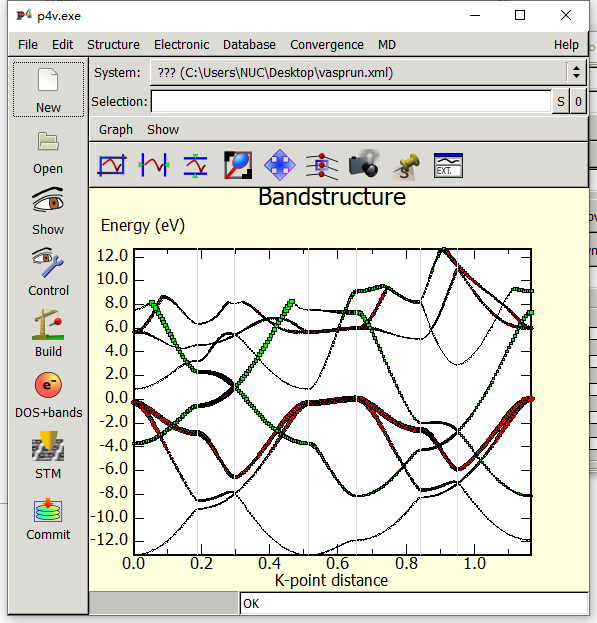 p4v.exe
File Edit Structure Electronic Database Convergence MD Help
System: ??? (C:\Users\NUC\Desktop\vasprun.xml)
Selection: S 0
Graph Show
EXT.
S
New
Open
Show
Control
Build
e-
DOS+bands
STM
Commit
Bandstructure
Energy (eV)
12.0
10.0
8.0
6.0
4.0
2.0
0.0
-2.0
-4.0
-6.0
-8.0
-10.0
-12.0
0.0 0.2 0.4 0.6 0.8 1.0
K-point distance
OK